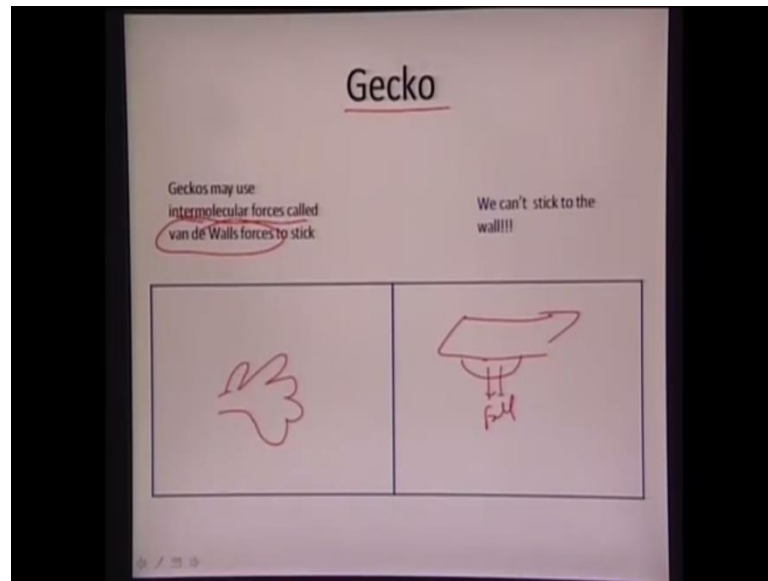 Gecko
Geckos may use
intermolecular forces called
van de Walls forces to stick
We can't stick to the
wall!!!
Fall